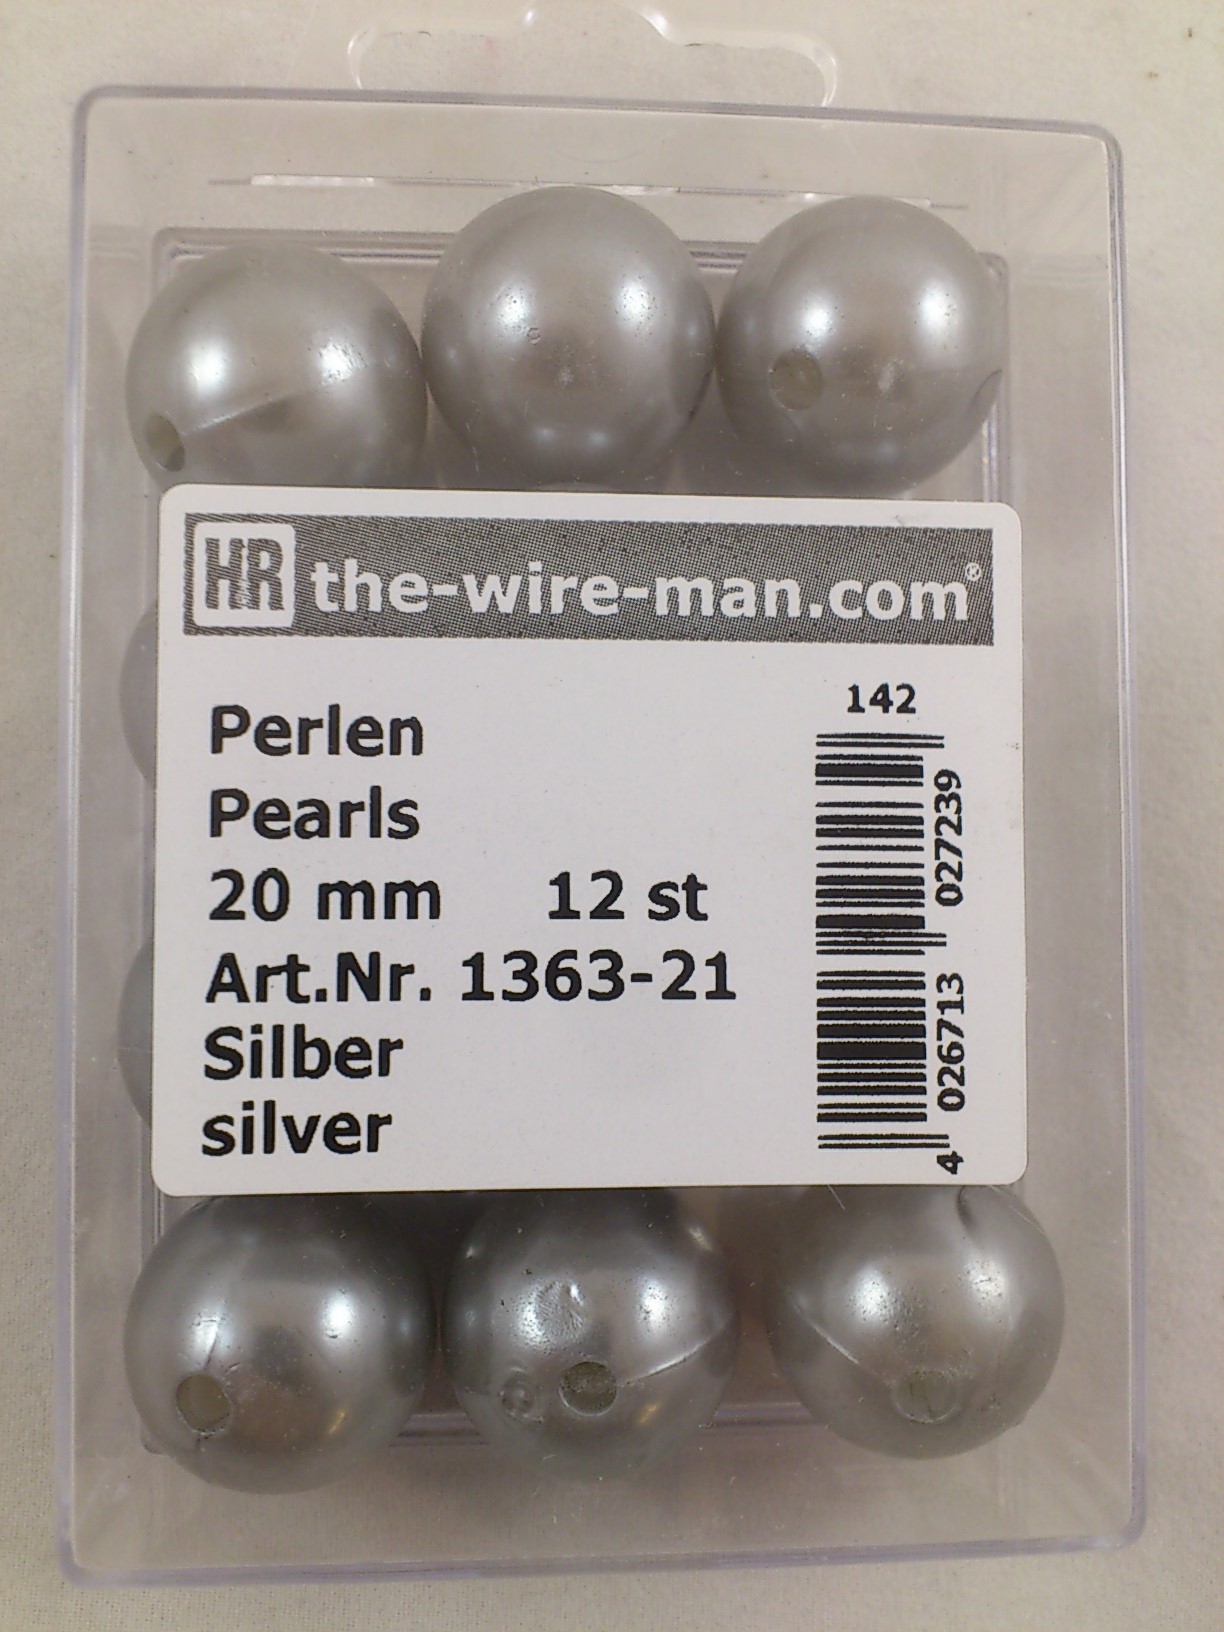 HR the-wire-man.com®
142
Perlen
Pearls
20 mm 12 st
Art.Nr. 1363-21
Silber
silver
4 026713 027239